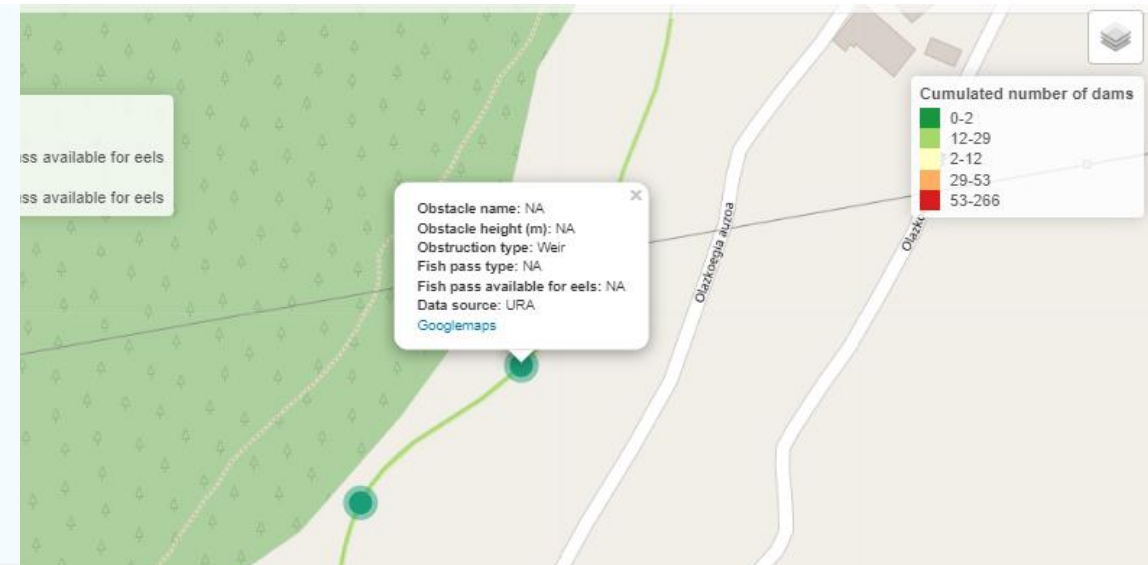 ass available for eels
ass available for eels
Obstacle name: NA
Obstacle height (m): NA
Obstruction type: Weir
Fish pass type: NA
Fish pass available for eels: NA
Data source: URA
Googlemaps
Olazkoegia auzoa
Cumulated number of dams
0-2
12-29
2-12
29-53
53-266